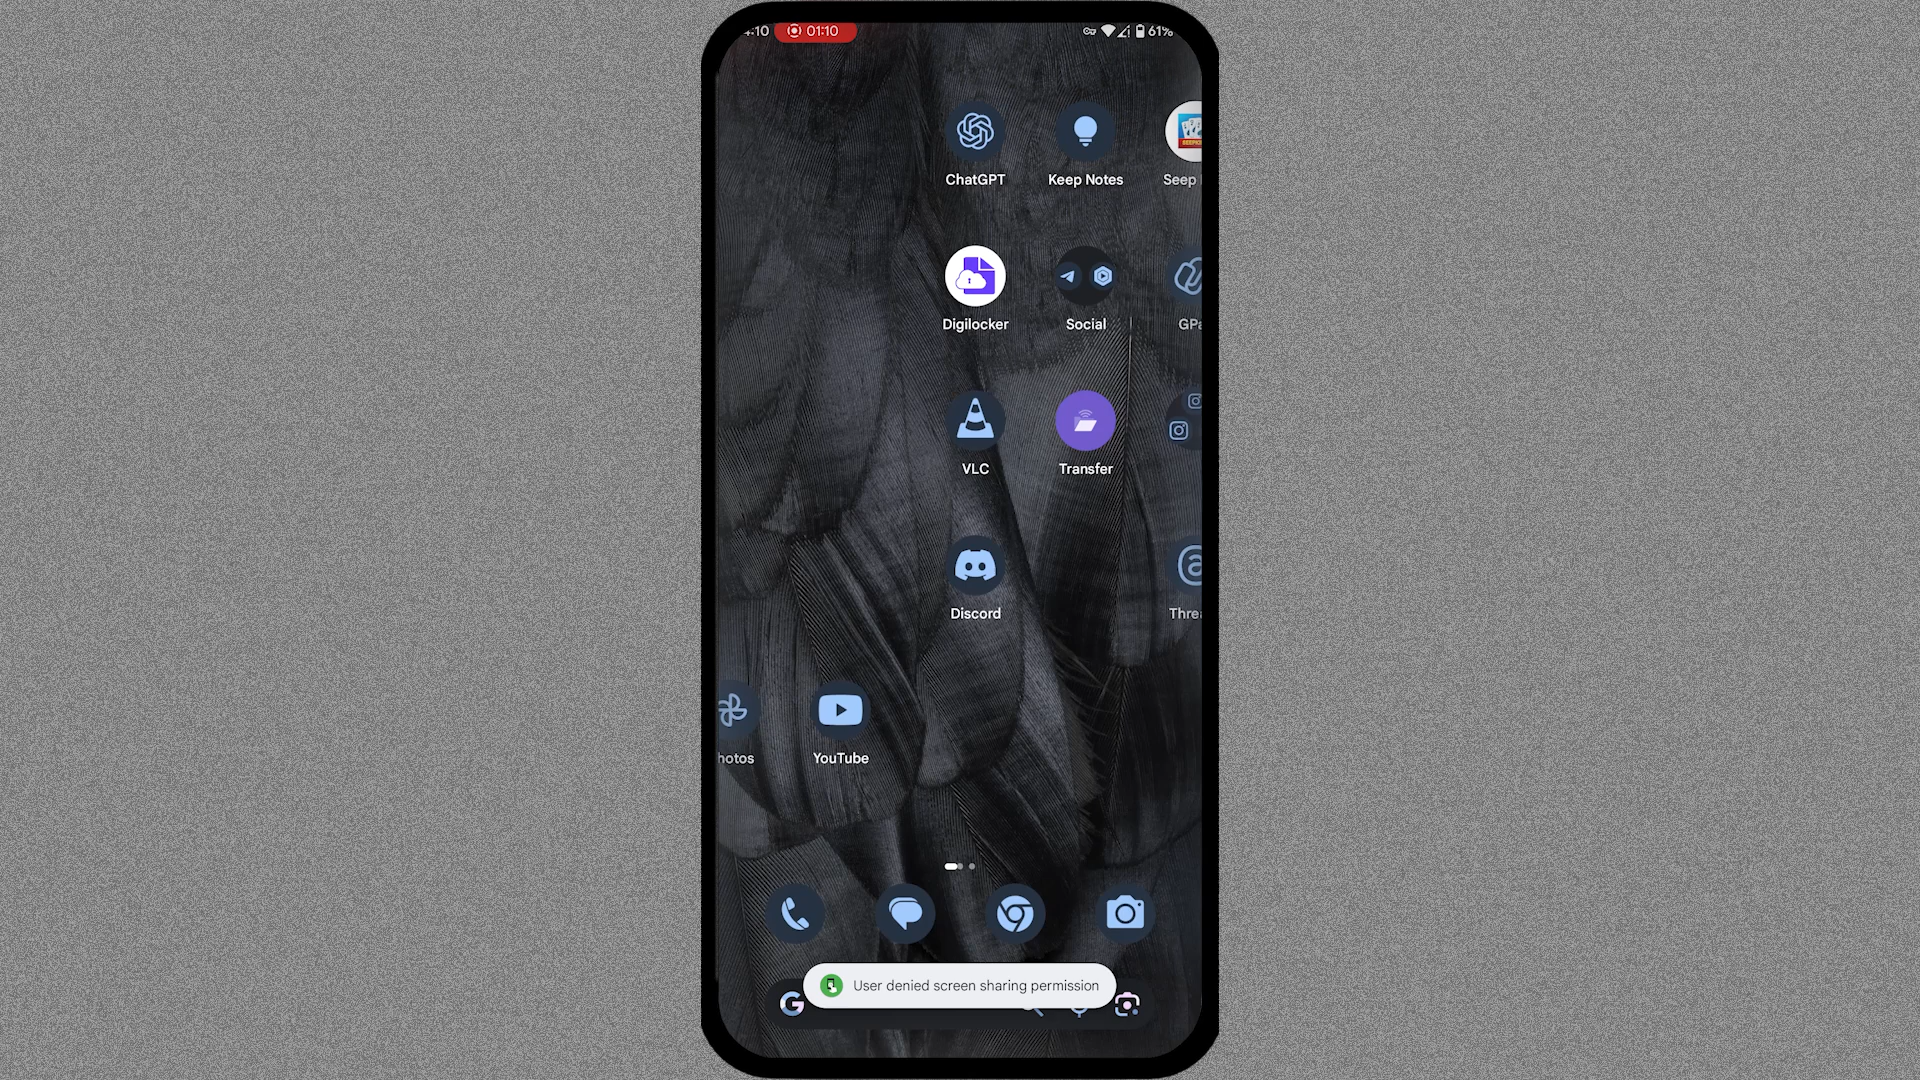 :10 01:10 61%
ChatGPT Keep Notes Seep
Digilocker Social GPa
VLC Transfer
Discord Threa
hotos YouTube
User denied screen sharing permission